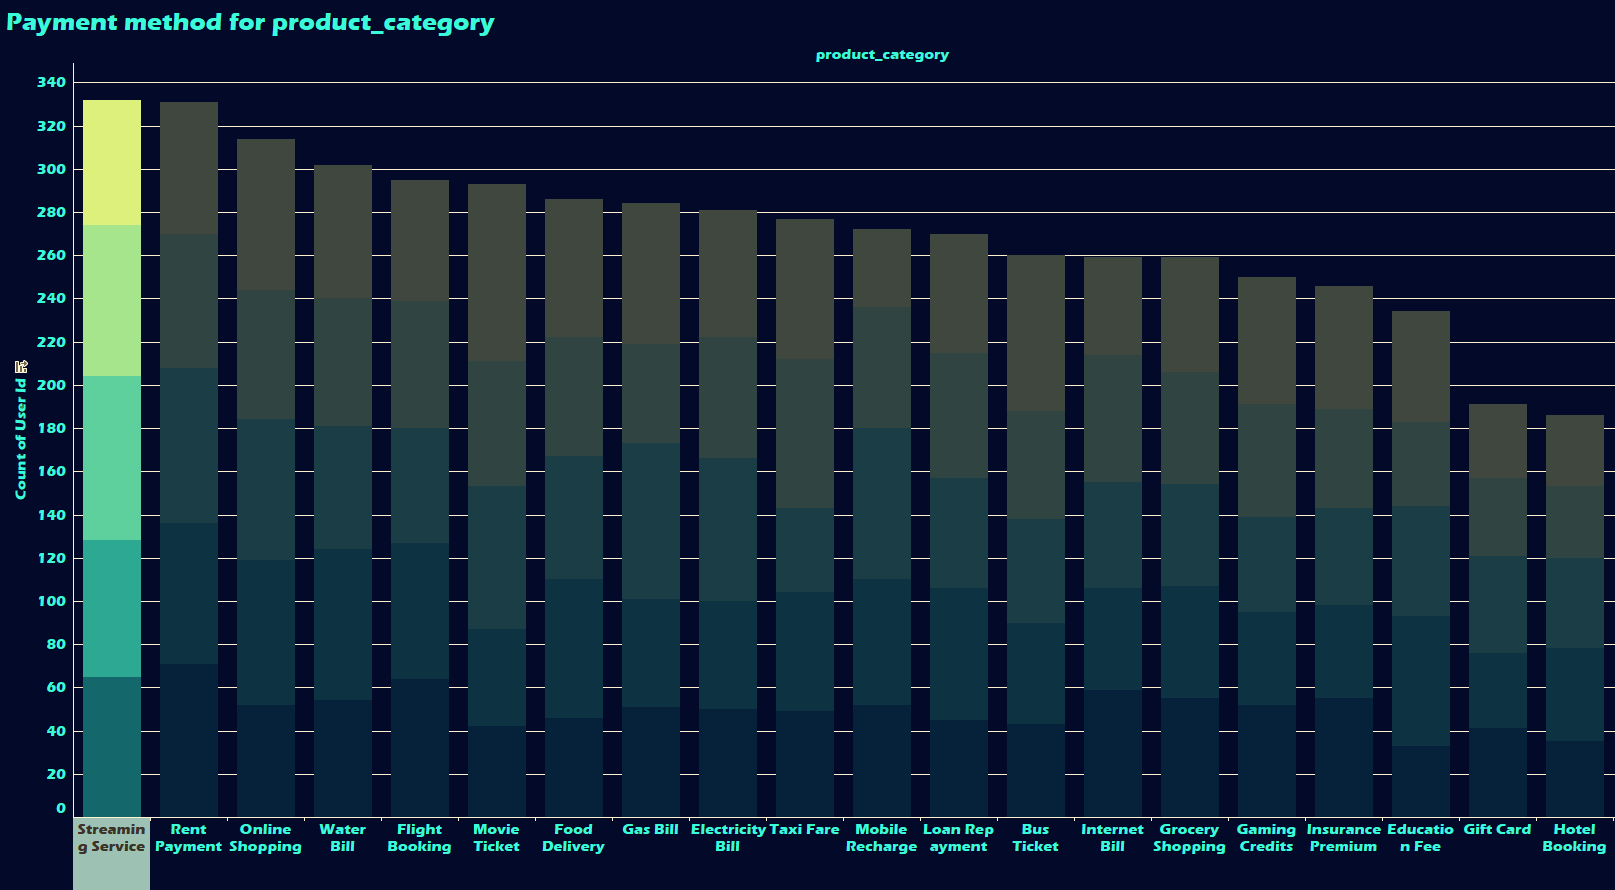 Payment method for product_category
product_category
340
320
300
280
260
240
220
200
180
160
140
120
100
80
60
40
20
0
Count of User Id
Streamin
g Service
Rent
Payment
Online
Shopping
Water
Bill
Flight
Booking
Movie
Ticket
Food
Delivery
Gas Bill
Electricity
Bill
Taxi Fare
Mobile
Recharge
Loan Rep
ayment
Bus
Ticket
Internet
Bill
Grocery
Shopping
Gaming
Credits
Insurance
Premium
Educatio
n Fee
Gift Card
Hotel
Booking